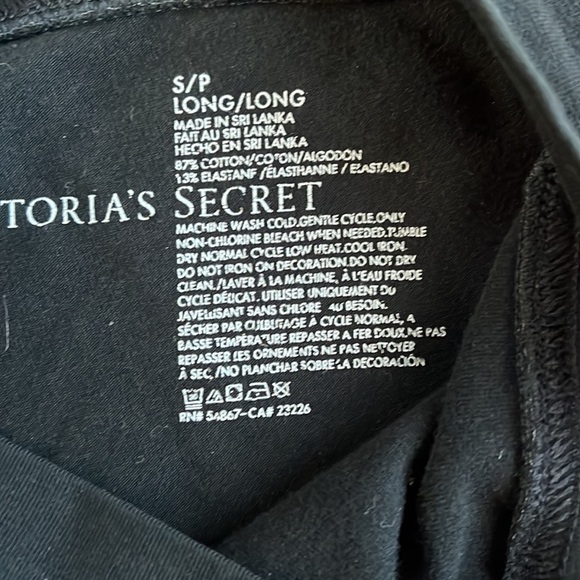 S/P
LONG/LONG
MADE IN SRI LANKA
FAIT AU SRI LANKA
HECHO EN SRI LANKA
87% COTTON/COTON/ALGODON
13% ELASTANE/ELASTHANNE/ELASTANO
TORIA'S SECRET
MACHINE WASH COLD.GENTLE CYCLE.ONLY
NON-CHLORINE BLEACH WHEN NEEDED.TUMBLE
DRY NORMAL CYCLE LOW HEAT.COOL IRON.
DO NOT IRON ON DECORATION.DO NOT DRY
CLEAN./LAVER À LA MACHINE, À L'EAU FROIDE
CYCLE DÉLICAT. UTILISER UNIQUEMENT DU
JAVELLISANT SANS CHLORE AU BESOIN.
SÉCHER PAR CULBUTAGE À CYCLE NORMAL, À
BASSE TEMPÉRATURE REPASSER A FER DOUX.NE PAS
REPASSER LES ORNEMENTS NE PAS NETTOYER
À SEC./NO PLANCHAR SOBRE LA DECORACIÓN
RN# 54867-CA# 23226